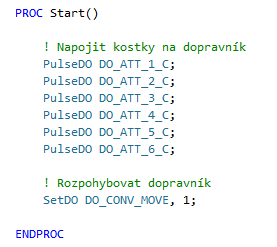 PROC Start()
! Napojit kostky na dopravník
PulseDO DO_ATT_1_C;
PulseDO DO_ATT_2_C;
PulseDO DO_ATT_3_C;
PulseDO DO_ATT_4_C;
PulseDO DO_ATT_5_C;
PulseDO DO_ATT_6_C;
! Rozpohybovat dopravník
SetDO DO_CONV_MOVE, 1;
ENDPROC